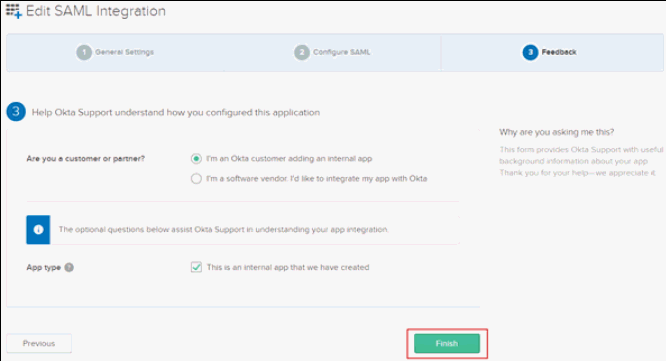 Edit SAML Integration
1 General Settings
2 Configure SAML
3 Feedback
3 Help Okta Support understand how you configured this application
Why are you asking me this?
This form provides Okta Support with useful
background information about your app.
Thank you for your help—we appreciate it.
Are you a customer or partner?
I'm an Okta customer adding an internal app
I'm a software vendor. I'd like to integrate my app with Okta
i The optional questions below assist Okta Support in understanding your app integration.
App type ?
This is an internal app that we have created
Previous
Finish